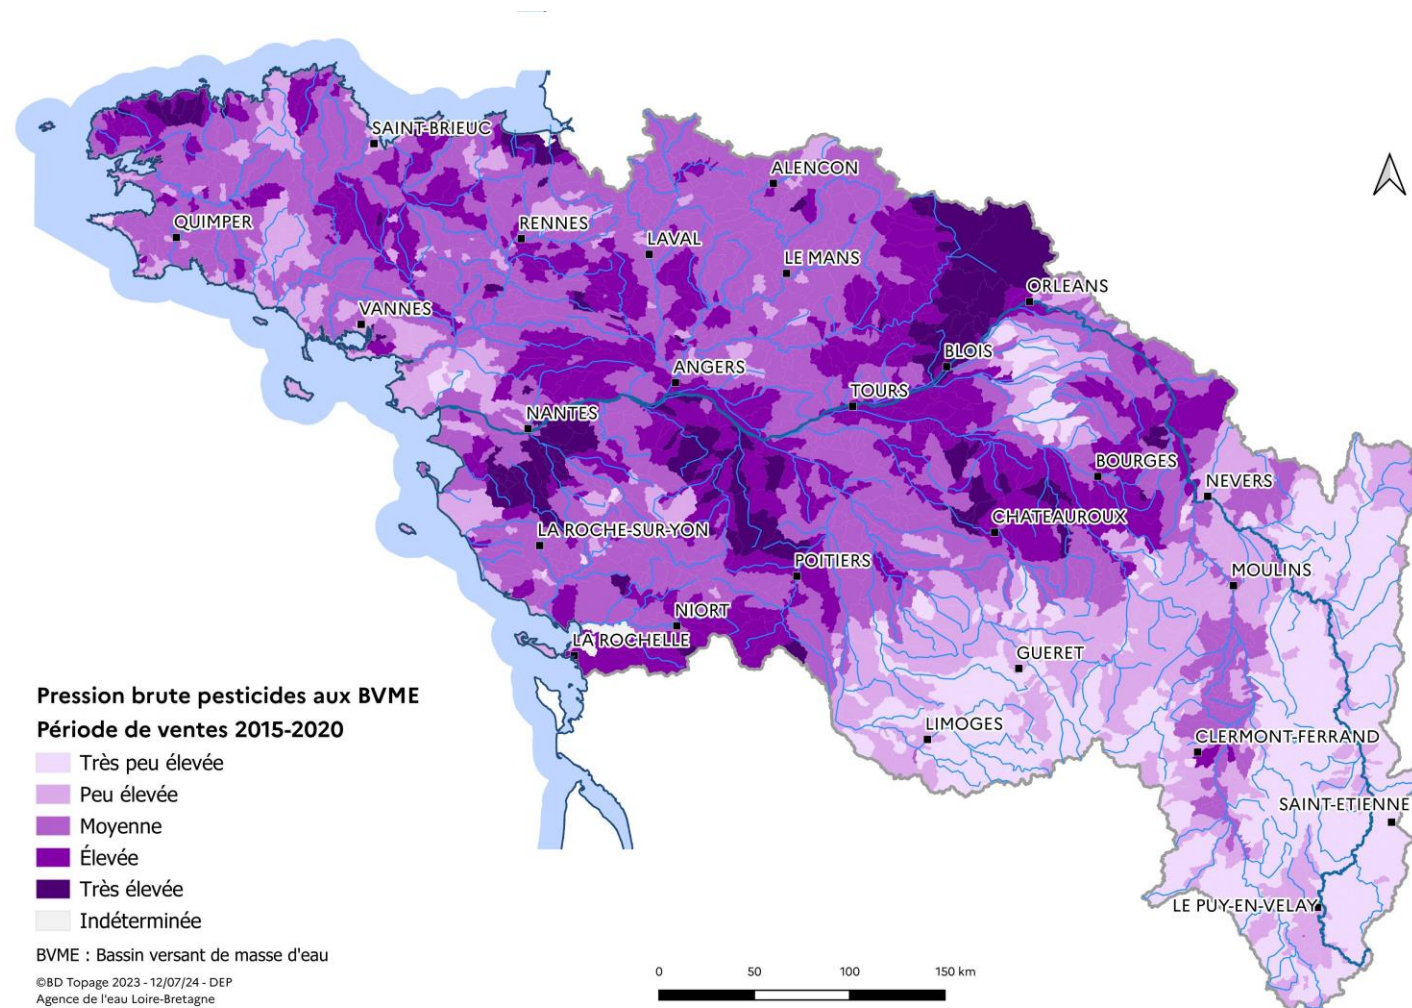 SAINT-BRIEUC
ALENCON
QUIMPER
RENNES
LAVAL
LE MANS
ORLEANS
VANNES
BLOIS
ANGERS
TOURS
NANTES
BOURGES
NEVERS
CHATEAUROUX
LA ROCHE-SUR-YON
POITIERS
MOULINS
NIORT
LA ROCHELLE
GUERET
LIMOGES
CLERMONT-FERRAND
SAINT-ETIENNE
LE PUY-EN-VELAY
Pression brute pesticides aux BVME
Période de ventes 2015-2020
Très peu élevée
Peu élevée
Moyenne
Élevée
Très élevée
Indéterminée
BVME : Bassin versant de masse d'eau
©BD Topage 2023 - 12/07/24 - DEP
Agence de l'eau Loire-Bretagne
0 50 100 150 km